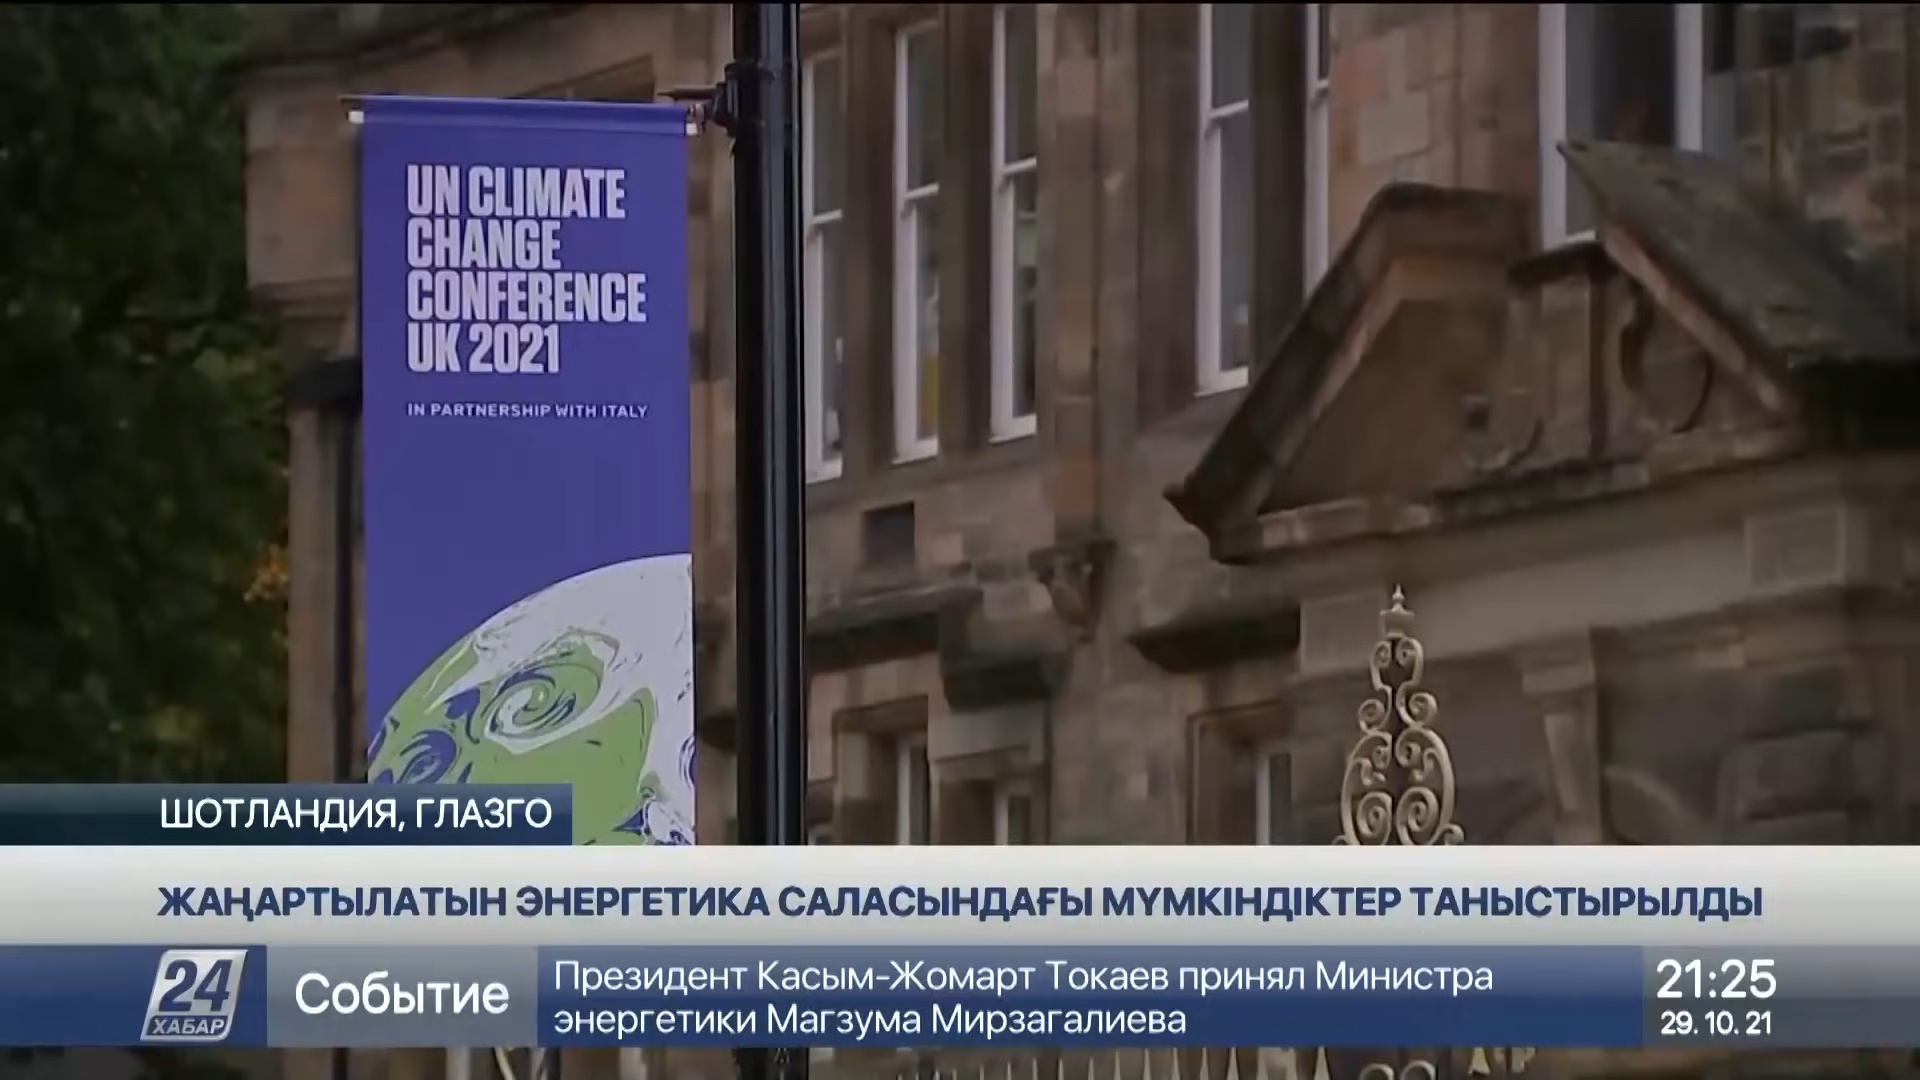 UN CLIMATE
CHANGE
CONFERENCE
UK 2021
IN PARTNERSHIP WITH ITALY
ШОТЛАНДИЯ, ГЛАЗГО
ЖАҢАРТЫЛАТЫН ЭНЕРГЕТИКА САЛАСЫНДАҒЫ МҮМКІНДІКТЕР ТАНЫСТЫРЫЛДЫ
24
ХАБАР
Событие
Президент Касым-Жомарт Токаев принял Министра
энергетики Магзума Мирзагалиева
21:25
29. 10. 21